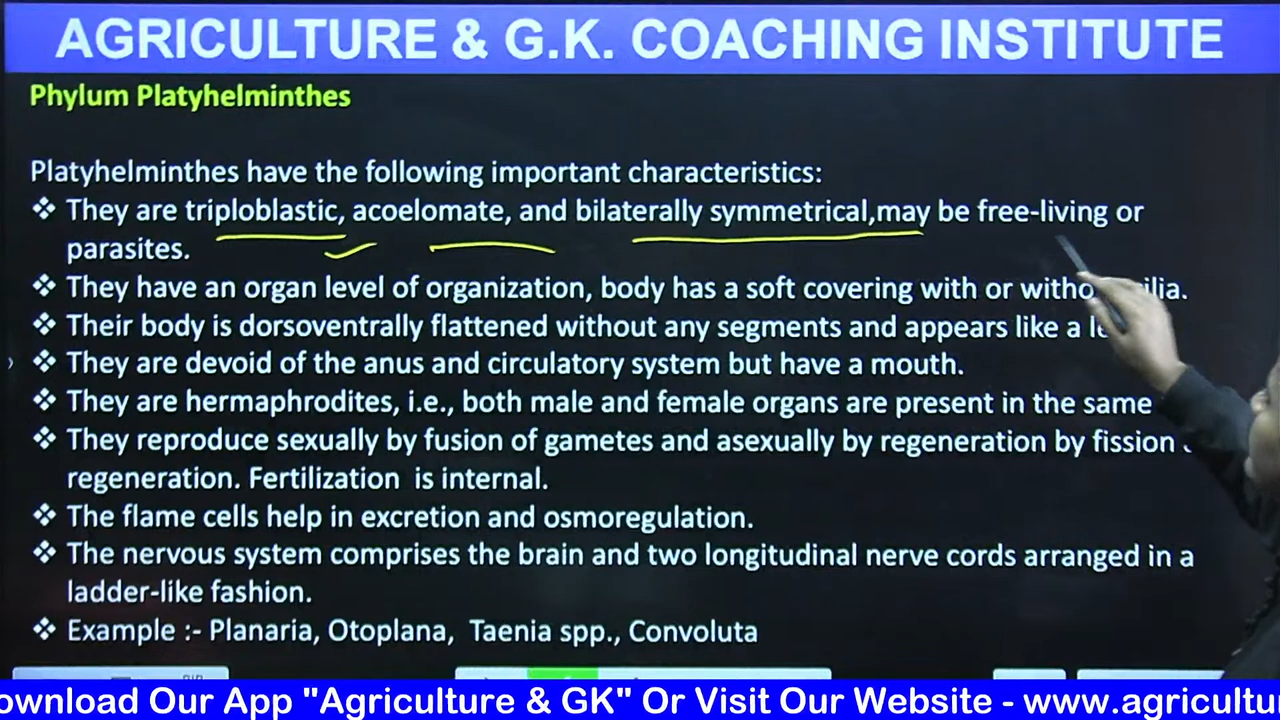 AGRICULTURE & G.K. COACHING INSTITUTE
Phylum Platyhelminthes
Platyhelminthes have the following important characteristics:
❖ They are triploblastic, acoelomate, and bilaterally symmetrical,may be free-living or
parasites.
❖ They have an organ level of organization, body has a soft covering with or
❖ Their body is dorsoventrally flattened without any segments and appears like a
❖ They are devoid of the anus and circulatory system but have a mouth.
❖ They are hermaphrodites, i.e., both male and female organs are present in the same
❖ They reproduce sexually by fusion of gametes and asexually by regeneration by fission
regeneration. Fertilization is internal.
❖ The flame cells help in excretion and osmoregulation.
❖ The nervous system comprises the brain and two longitudinal nerve cords arranged in a
ladder-like fashion.
❖ Example :- Planaria, Otoplana, Taenia spp., Convoluta
Our App "Agriculture & GK" Or Visit Our Website -